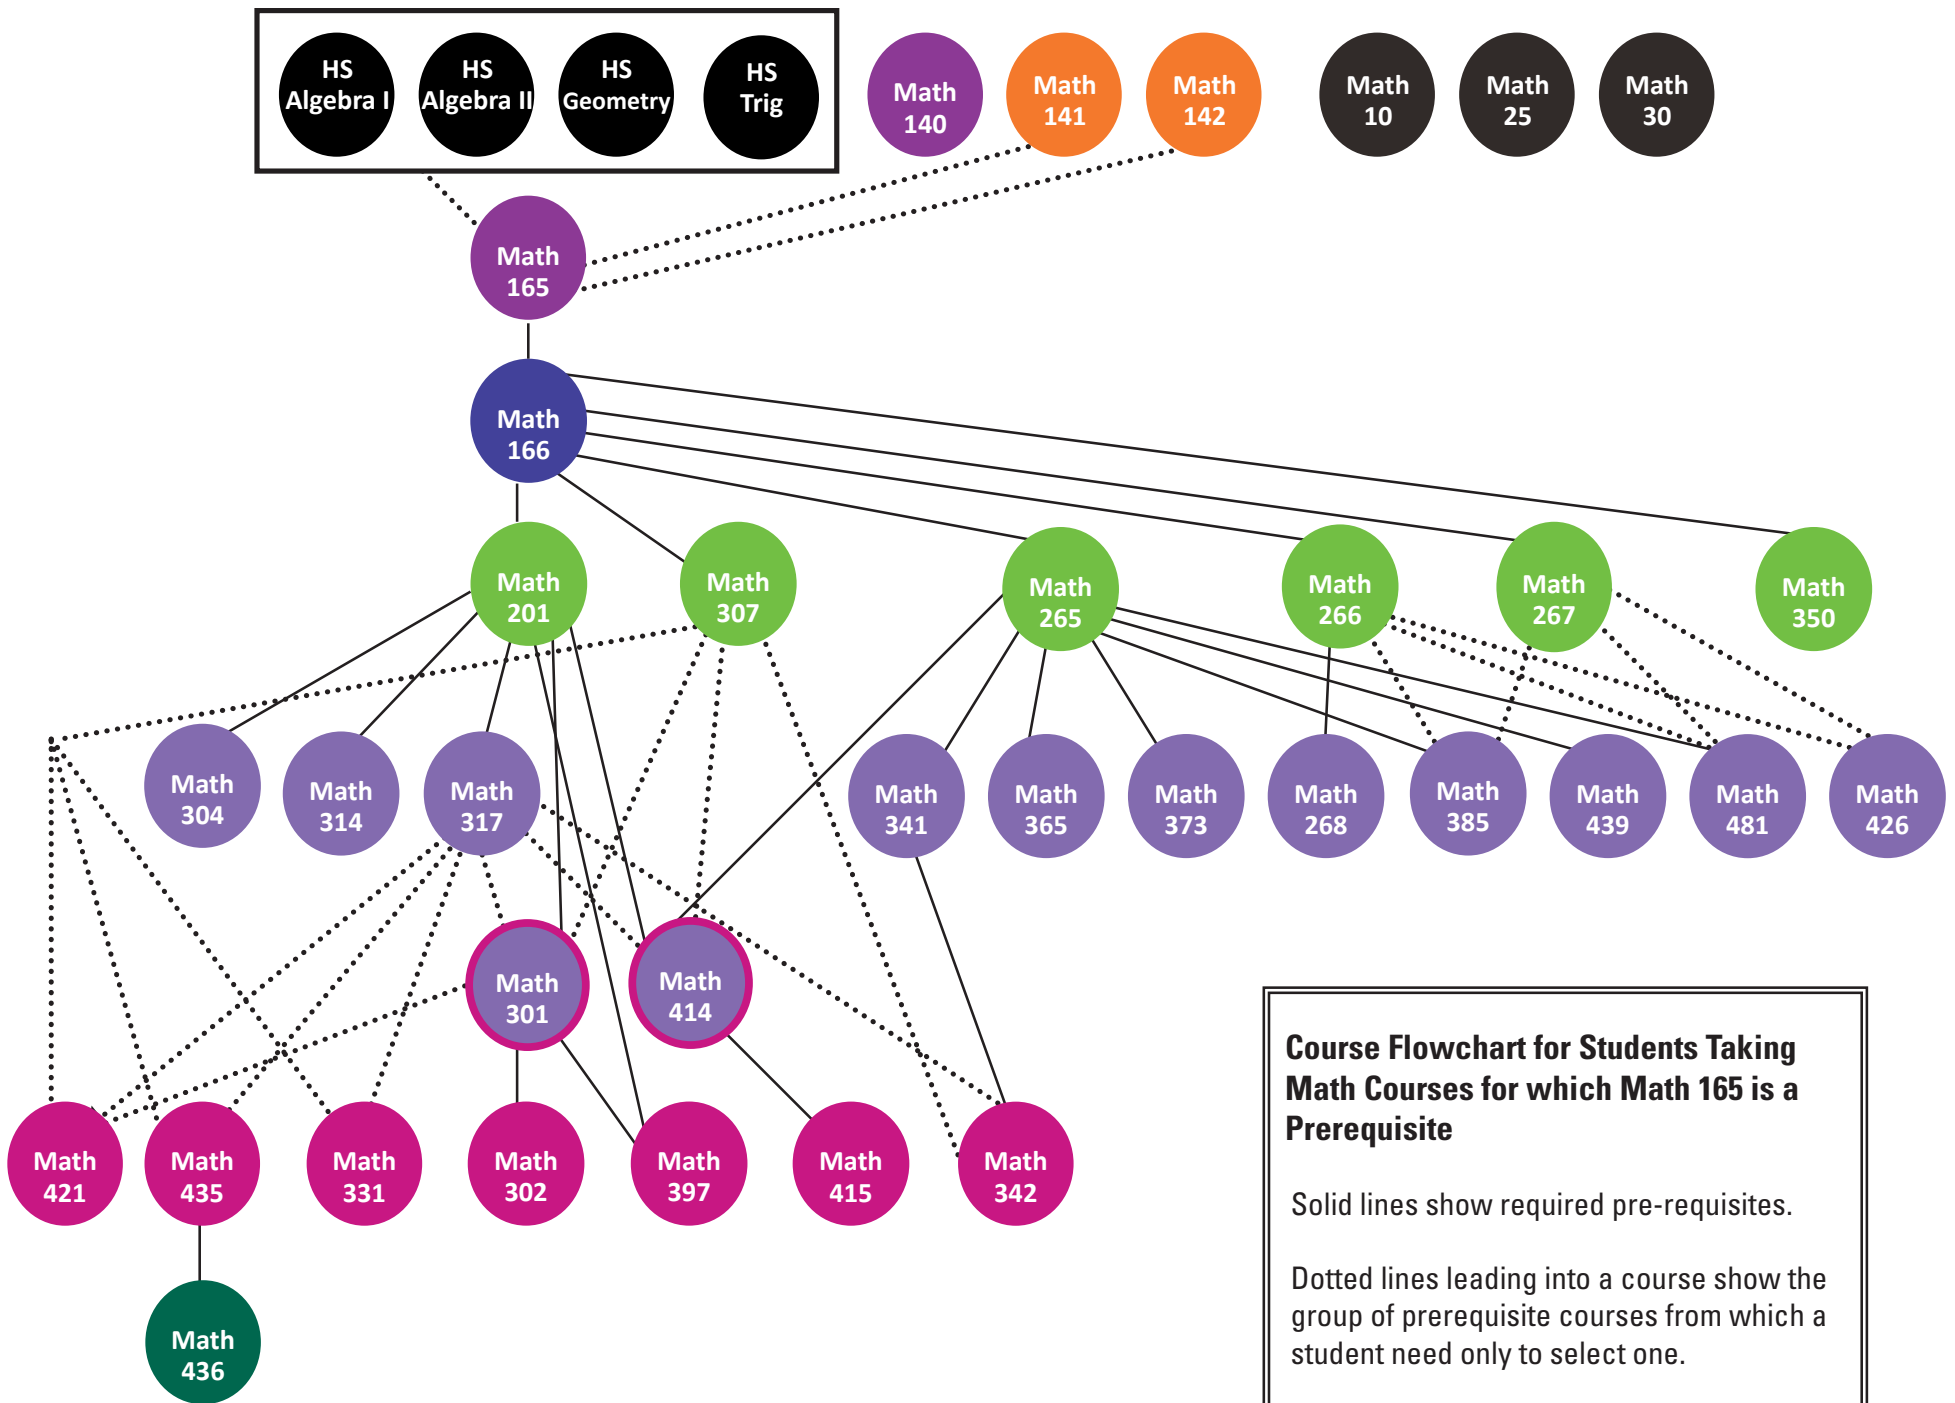 HS
Algebra I
HS
Algebra II
HS
Geometry
HS
Trig
Math
140
Math
141
Math
142
Math
10
Math
25
Math
30
Math
165
Math
166
Math
201
Math
307
Math
265
Math
266
Math
267
Math
350
Math
304
Math
314
Math
317
Math
341
Math
365
Math
373
Math
268
Math
385
Math
439
Math
481
Math
426
Math
301
Math
414
Math
421
Math
435
Math
331
Math
302
Math
397
Math
415
Math
342
Math
436
Course Flowchart for Students Taking
Math Courses for which Math 165 is a
Prerequisite
Solid lines show required pre-requisites.
Dotted lines leading into a course show the
group of prerequisite courses from which a
student need only to select one.